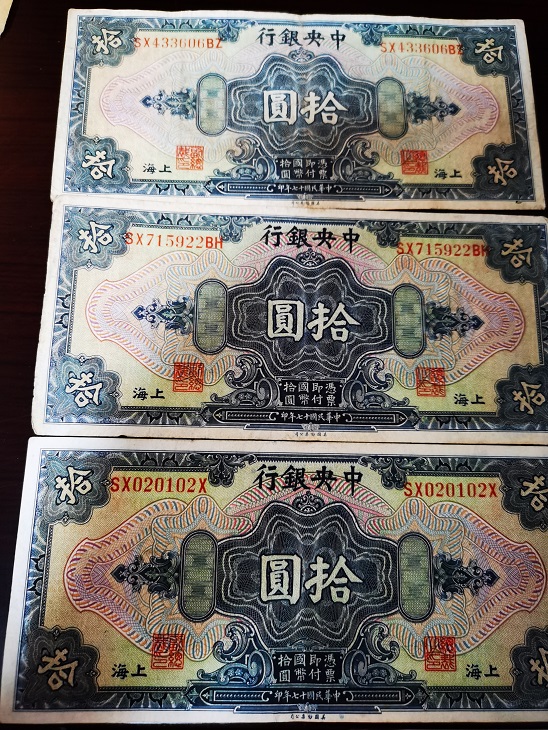 拾 中央銀行 拾
SX433606BZ SX433606BZ
拾圓
拾 上海 上海 拾
憑票
即付
國幣
拾圓
中華民國十七年印
拾 中央銀行 拾
SX715922BH SX715922BH
拾圓
拾 上海 上海 拾
憑票
即付
國幣
拾圓
中華民國十七年印
拾 中央銀行 拾
SX020102X SX020102X
拾圓
拾 上海 上海 拾
憑票
即付
國幣
拾圓
中華民國十七年印